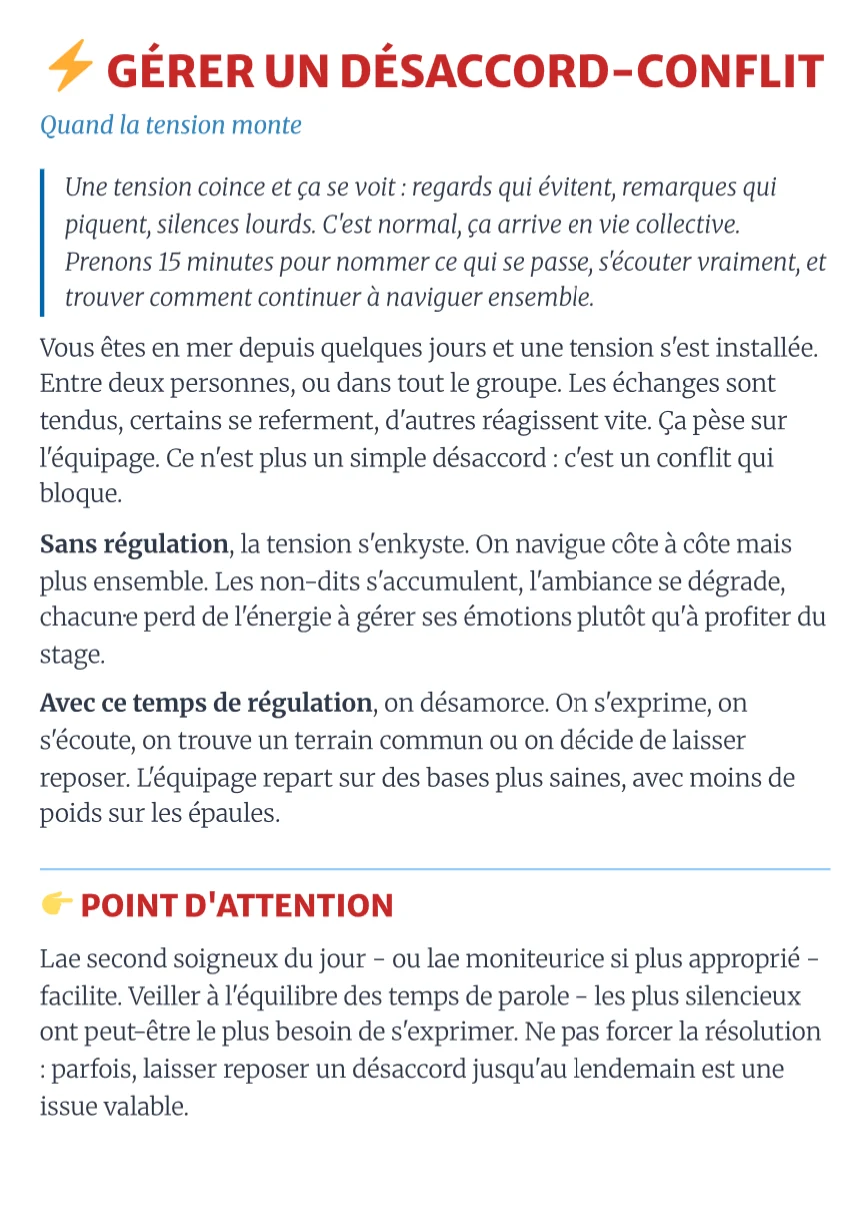 ⚡ GÉRER UN DÉSACCORD-CONFLIT
Quand la tension monte
Une tension coince et ça se voit : regards qui évitent, remarques qui
piquent, silences lourds. C'est normal, ça arrive en vie collective.
Prenons 15 minutes pour nommer ce qui se passe, s'écouter vraiment, et
trouver comment continuer à naviguer ensemble.
Vous êtes en mer depuis quelques jours et une tension s'est installée.
Entre deux personnes, ou dans tout le groupe. Les échanges sont
tendus, certains se referment, d'autres réagissent vite. Ça pèse sur
l'équipage. Ce n'est plus un simple désaccord : c'est un conflit qui
bloque.
Sans régulation, la tension s'enkyste. On navigue côte à côte mais
plus ensemble. Les non-dits s'accumulent, l'ambiance se dégrade,
chacun·e perd de l'énergie à gérer ses émotions plutôt qu'à profiter du
stage.
Avec ce temps de régulation, on désamorce. On s'exprime, on
s'écoute, on trouve un terrain commun ou on décide de laisser
reposer. L'équipage repart sur des bases plus saines, avec moins de
poids sur les épaules.
👉 POINT D'ATTENTION
Lae second soigneux du jour - ou lae moniteurice si plus approprié -
facilite. Veiller à l'équilibre des temps de parole - les plus silencieux
ont peut-être le plus besoin de s'exprimer. Ne pas forcer la résolution
: parfois, laisser reposer un désaccord jusqu'au lendemain est une
issue valable.